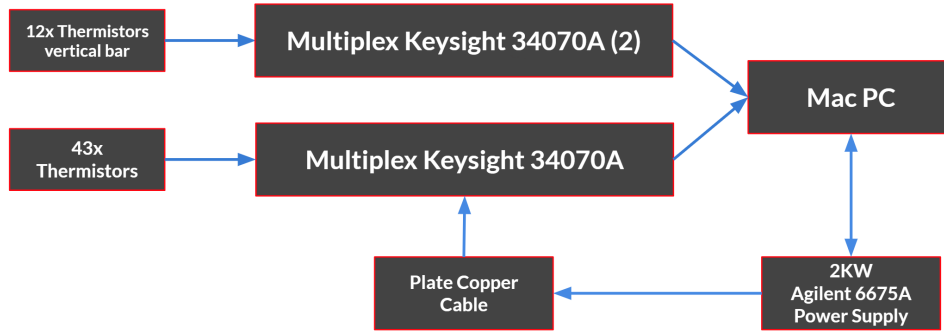 12x Thermistors
vertical bar
Multiplex Keysight 34070A (2)
Mac PC
43x
Thermistors
Multiplex Keysight 34070A
Plate Copper
Cable
2KW
Agilent 6675A
Power Supply